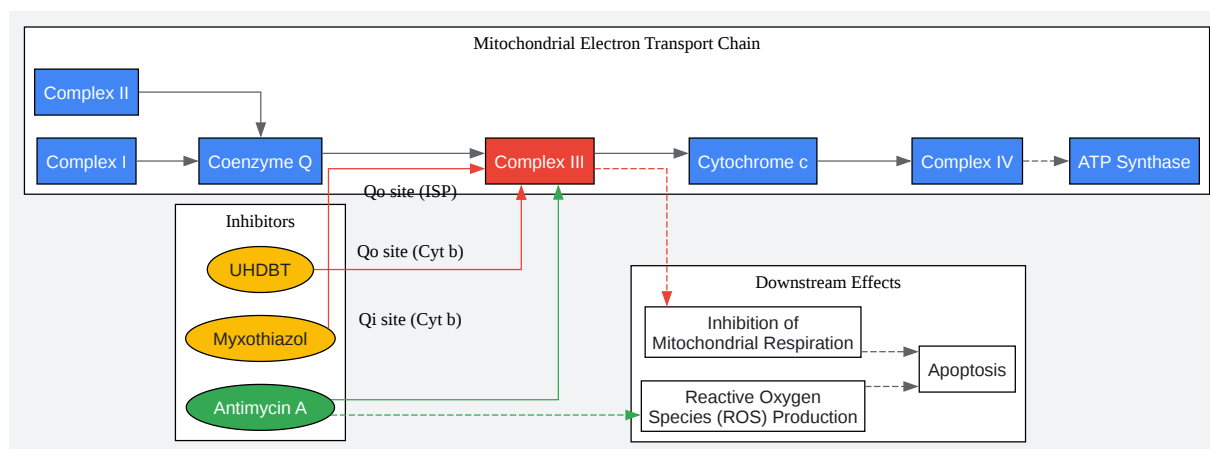 Mitochondrial Electron Transport Chain
Complex II
Complex I
Coenzyme Q
Complex III
Cytochrome c
Complex IV
ATP Synthase
Qo site (ISP)
Inhibitors
UHDBT
Qo site (Cyt b)
Myxothiazol
Qi site (Cyt b)
Antimycin A
Downstream Effects
Inhibition of
Mitochondrial Respiration
Apoptosis
Reactive Oxygen
Species (ROS) Production